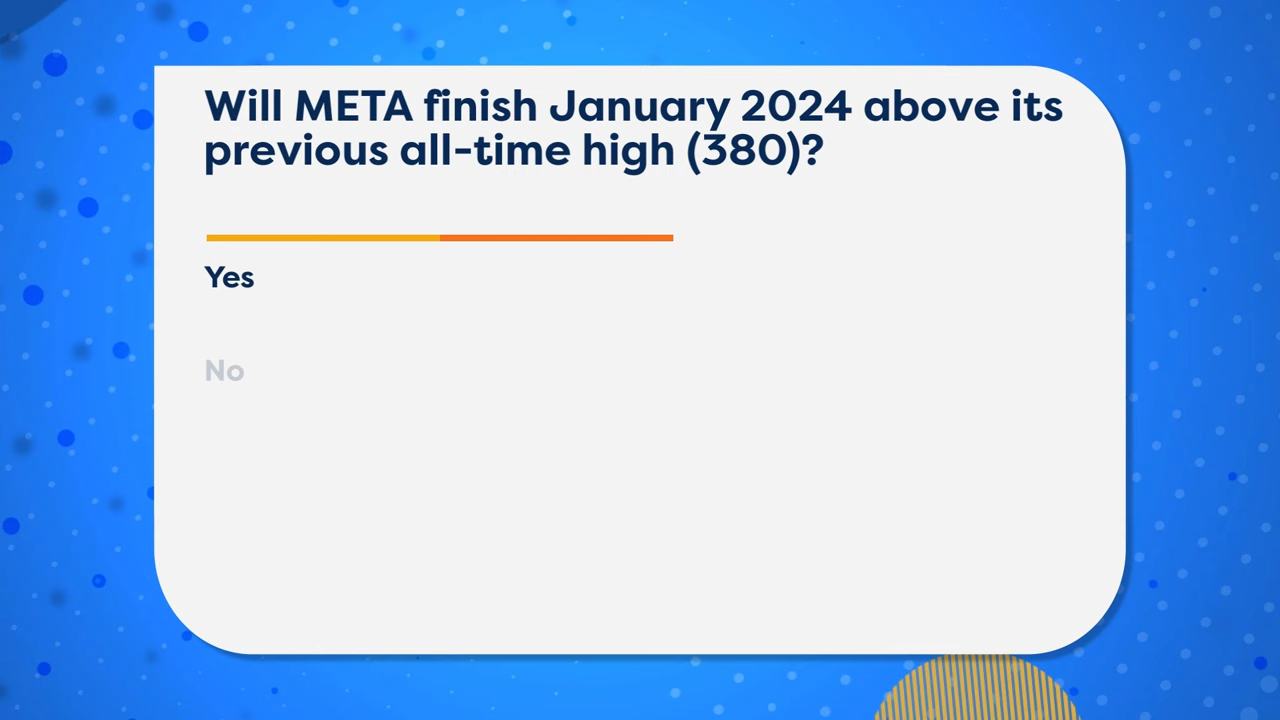 Will META finish January 2024 above its
previous all-time high (380)?
Yes
No